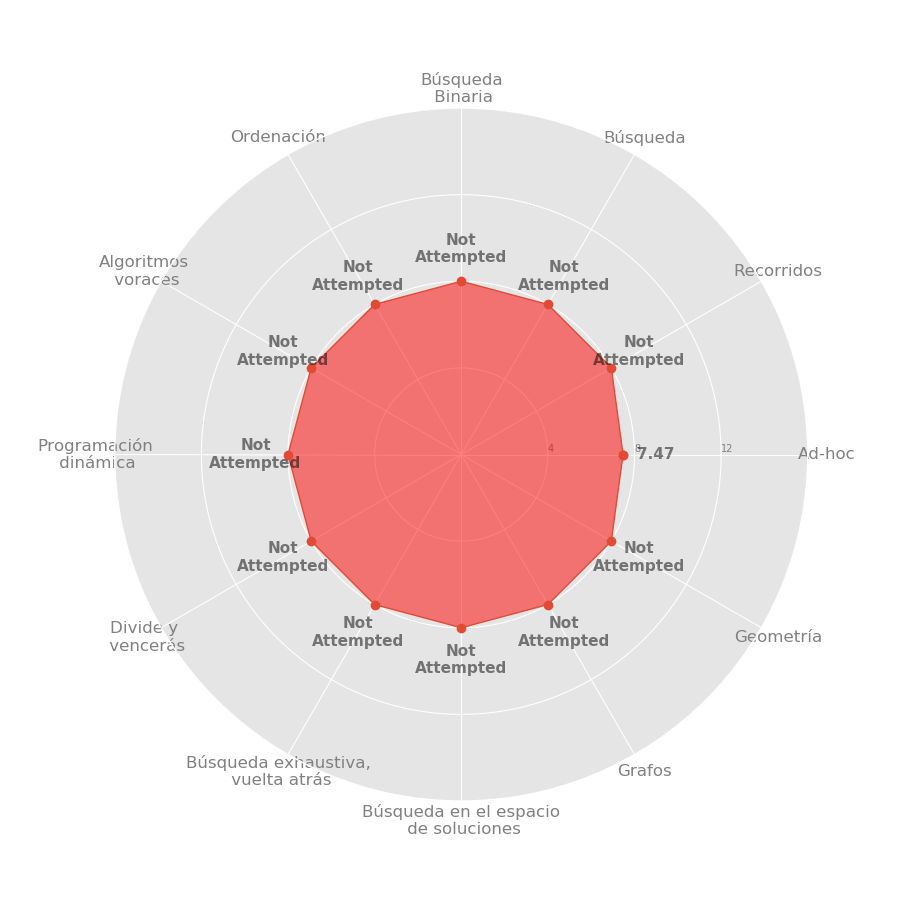 Búsqueda
Binaria
Ordenación
Búsqueda
Not
Attempted
Not
Attempted
Not
Attempted
Algoritmos
voraces
Recorridos
Not
Attempted
Not
Attempted
Programación
dinámica
Not
Attempted
4
8
7.47
12
Ad-hoc
Not
Attempted
Not
Attempted
Divide y
vencerás
Geometría
Not
Attempted
Not
Attempted
Not
Attempted
Búsqueda exhaustiva,
vuelta atrás
Grafos
Búsqueda en el espacio
de soluciones